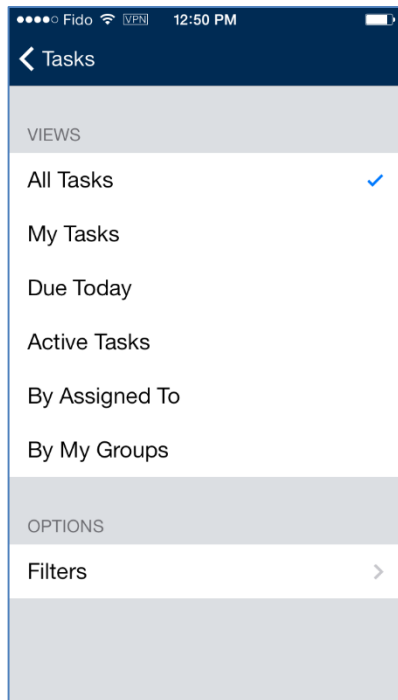 Fido VPN 12:50 PM
Tasks
VIEWS
All Tasks
My Tasks
Due Today
Active Tasks
By Assigned To
By My Groups
OPTIONS
Filters